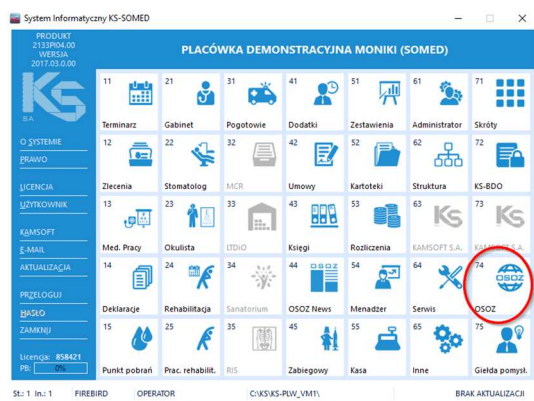 System Informatyczny KS-SOMED
PRODUKT
2133PI04.00
WERSJA
2017.03.0.00
PLACÓWKA DEMONSTRACYJNA MONIKI (SOMED)
KS
BA
O SYSTEMIE
PRAWO
LICENCJA
UŻYTKOWNIK
KAMSOFT
E-MAIL
AKTUALIZACJA
PRZELOGUJ
HASŁO
ZAMKNIJ
Licencja: 858421
PB: 0%
11 21 31 41 51 61 71
Terminarz Gabinet Pogotowie Dodatki Zestawienia Administrator Skróty
12 22 32 42 52 62 72
Zlecenia Stomatolog MCR Umowy Kartoteki Struktura KS-BDO
13 23 33 43 53 63 KS 73 KS
Med. Pracy Okulista LTDIO Księgi Rozliczenia KAMSOFT S.A. KAMSOFT S.A.
14 24 34 44 OSOZ 54 64 74 OSOZ
Deklaracje Rehabilitacja Sanatorium OSOZ News Menadżer Serwis OSOZ
15 25 35 45 55 65 75
Punkt pobrań Prac. rehabilit. RIS Zabiegowy Kasa Inne Giełda pomysł.
St.: 1 In.: 1 FIREBIRD OPERATOR C:\KS\KS-PLW_VM1\ BRAK AKTUALIZACJI